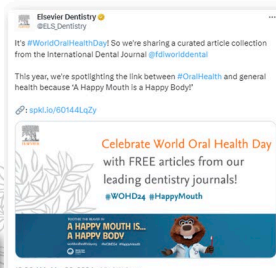 Elsevier Dentistry
@ELS_Dentistry
It's #WorldOralHealthDay! So we're sharing a curated article collection
from the International Dental Journal @fdiworlddental
This year, we're spotlighting the link between #OralHealth and general
health because 'A Happy Mouth is a Happy Body!'
🔗: spkl.io/60144LqZy
Celebrate World Oral Health Day
with FREE articles from our
leading dentistry journals!
#WOHD24 #HappyMouth
A HAPPY MOUTH IS...
A HAPPY BODY